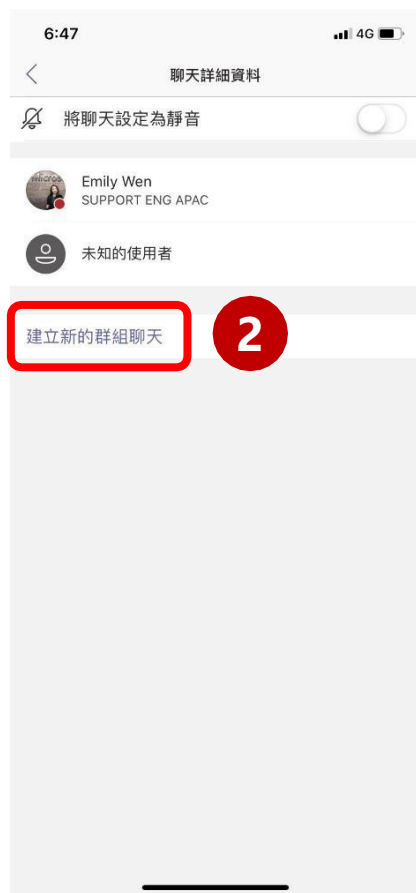 6:47 4G
聊天詳細資料
將聊天設定為靜音
Emily Wen
SUPPORT ENG APAC
未知的使用者
建立新的群組聊天
2